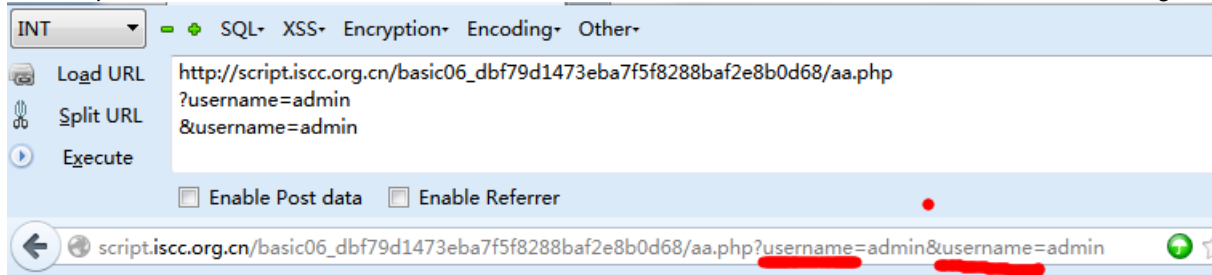 INT SQL- XSS- Encryption- Encoding- Other-
Load URL http://script.iscc.org.cn/basic06_dbf79d1473eba7f5f8288baf2e8b0d68/aa.php
Split URL ?username=admin
&username=admin
Execute
Enable Post data Enable Referrer
script.iscc.org.cn/basic06_dbf79d1473eba7f5f8288baf2e8b0d68/aa.php?username=admin&username=admin